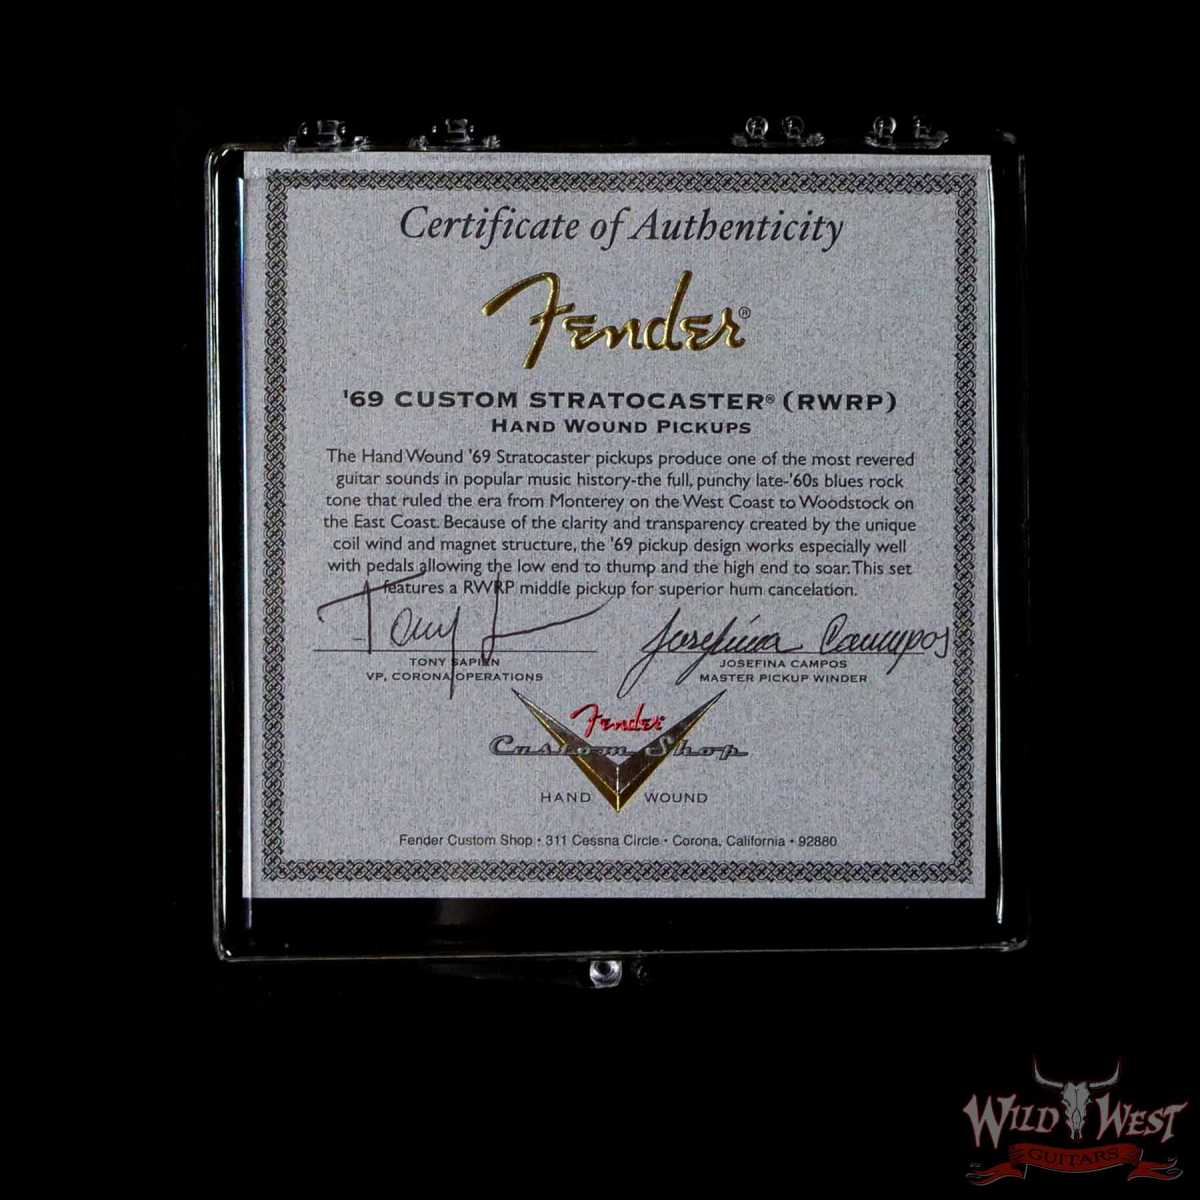 Certificate of Authenticity
Fender®
'69 CUSTOM STRATOCASTER® (RWRP)
HAND WOUND PICKUPS
The Hand Wound '69 Stratocaster pickups produce one of the most revered
guitar sounds in popular music history-the full, punchy late-'60s blues rock
tone that ruled the era from Monterey on the West Coast to Woodstock on
the East Coast. Because of the clarity and transparency created by the unique
coil wind and magnet structure, the '69 pickup design works especially well
with pedals allowing the low end to thump and the high end to soar. This set
features a RWRP middle pickup for superior hum cancelation.
Tony S Josefina Campos
TONY SAPIEN
VP, CORONA OPERATIONS
JOSEFINA CAMPOS
MASTER PICKUP WINDER
Fender
Custom Shop
HAND WOUND
Fender Custom Shop • 311 Cessna Circle • Corona, California • 92880
WILD WEST
GUITARS